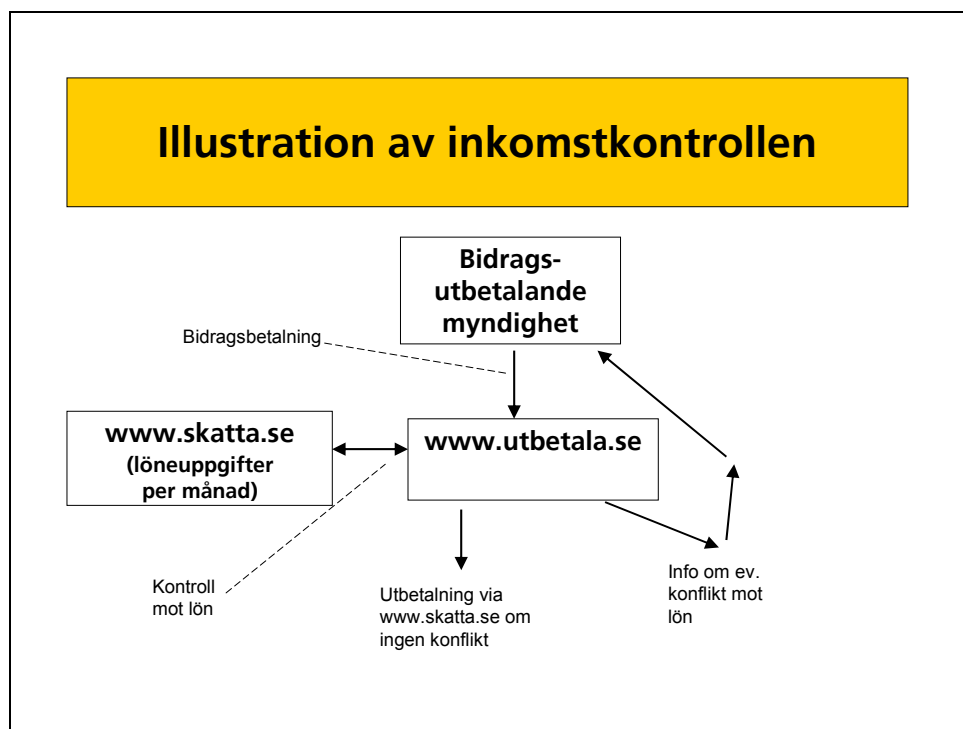 Illustration av inkomstkontrollen
Bidrags-
utbetalande
myndighet
Bidragsbetalning
www.skatta.se
(löneuppgifter
per månad)
www.utbetala.se
Kontroll
mot lön
Utbetalning via
www.skatta.se om
ingen konflikt
Info om ev.
konflikt mot
lön